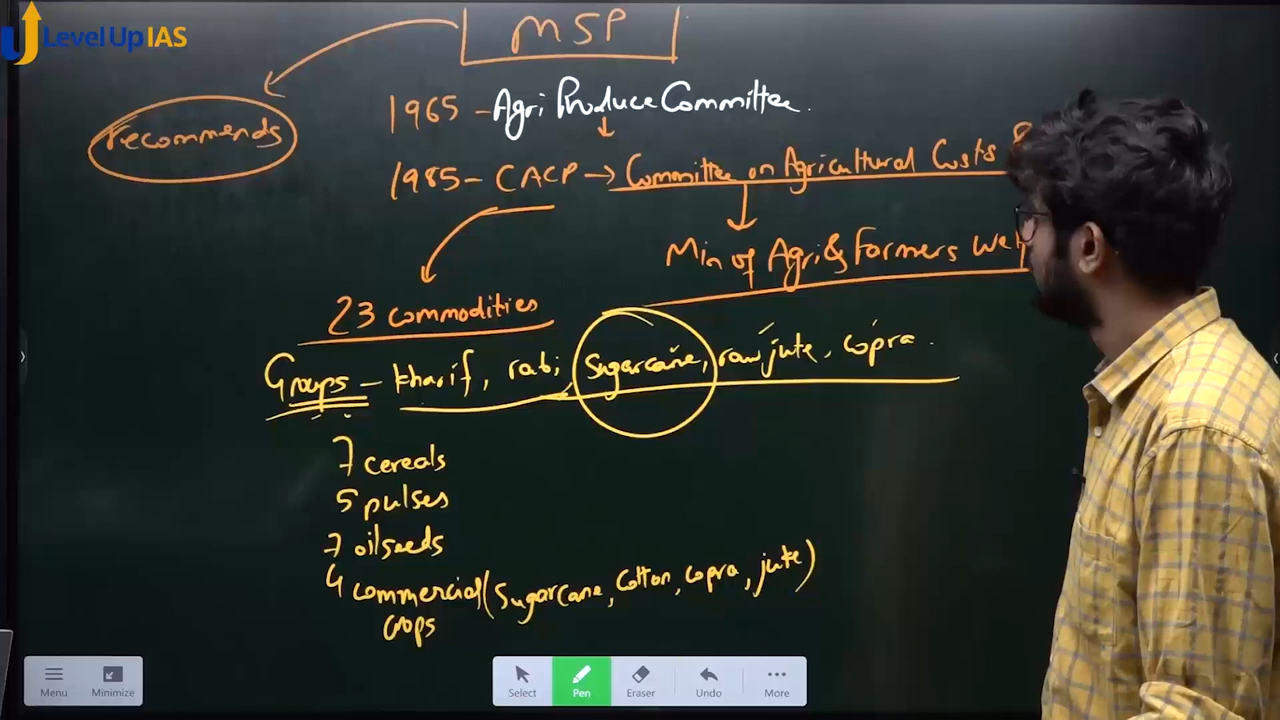 LevelUp IAS
MSP
recommends
1965 - Agri Produce Committee.
1985 - CACP → Committee on Agricultural Costs &
Min of Agri & Farmers Wel
23 commodities
Groups - kharif, rabi, Sugarcane, raw jute, copra.
7 cereals
5 pulses
7 oilseeds
4 commercial (Sugarcane, Cotton, copra, jute)
crops
Menu
Minimize
Select
Pen
Eraser
Undo
More